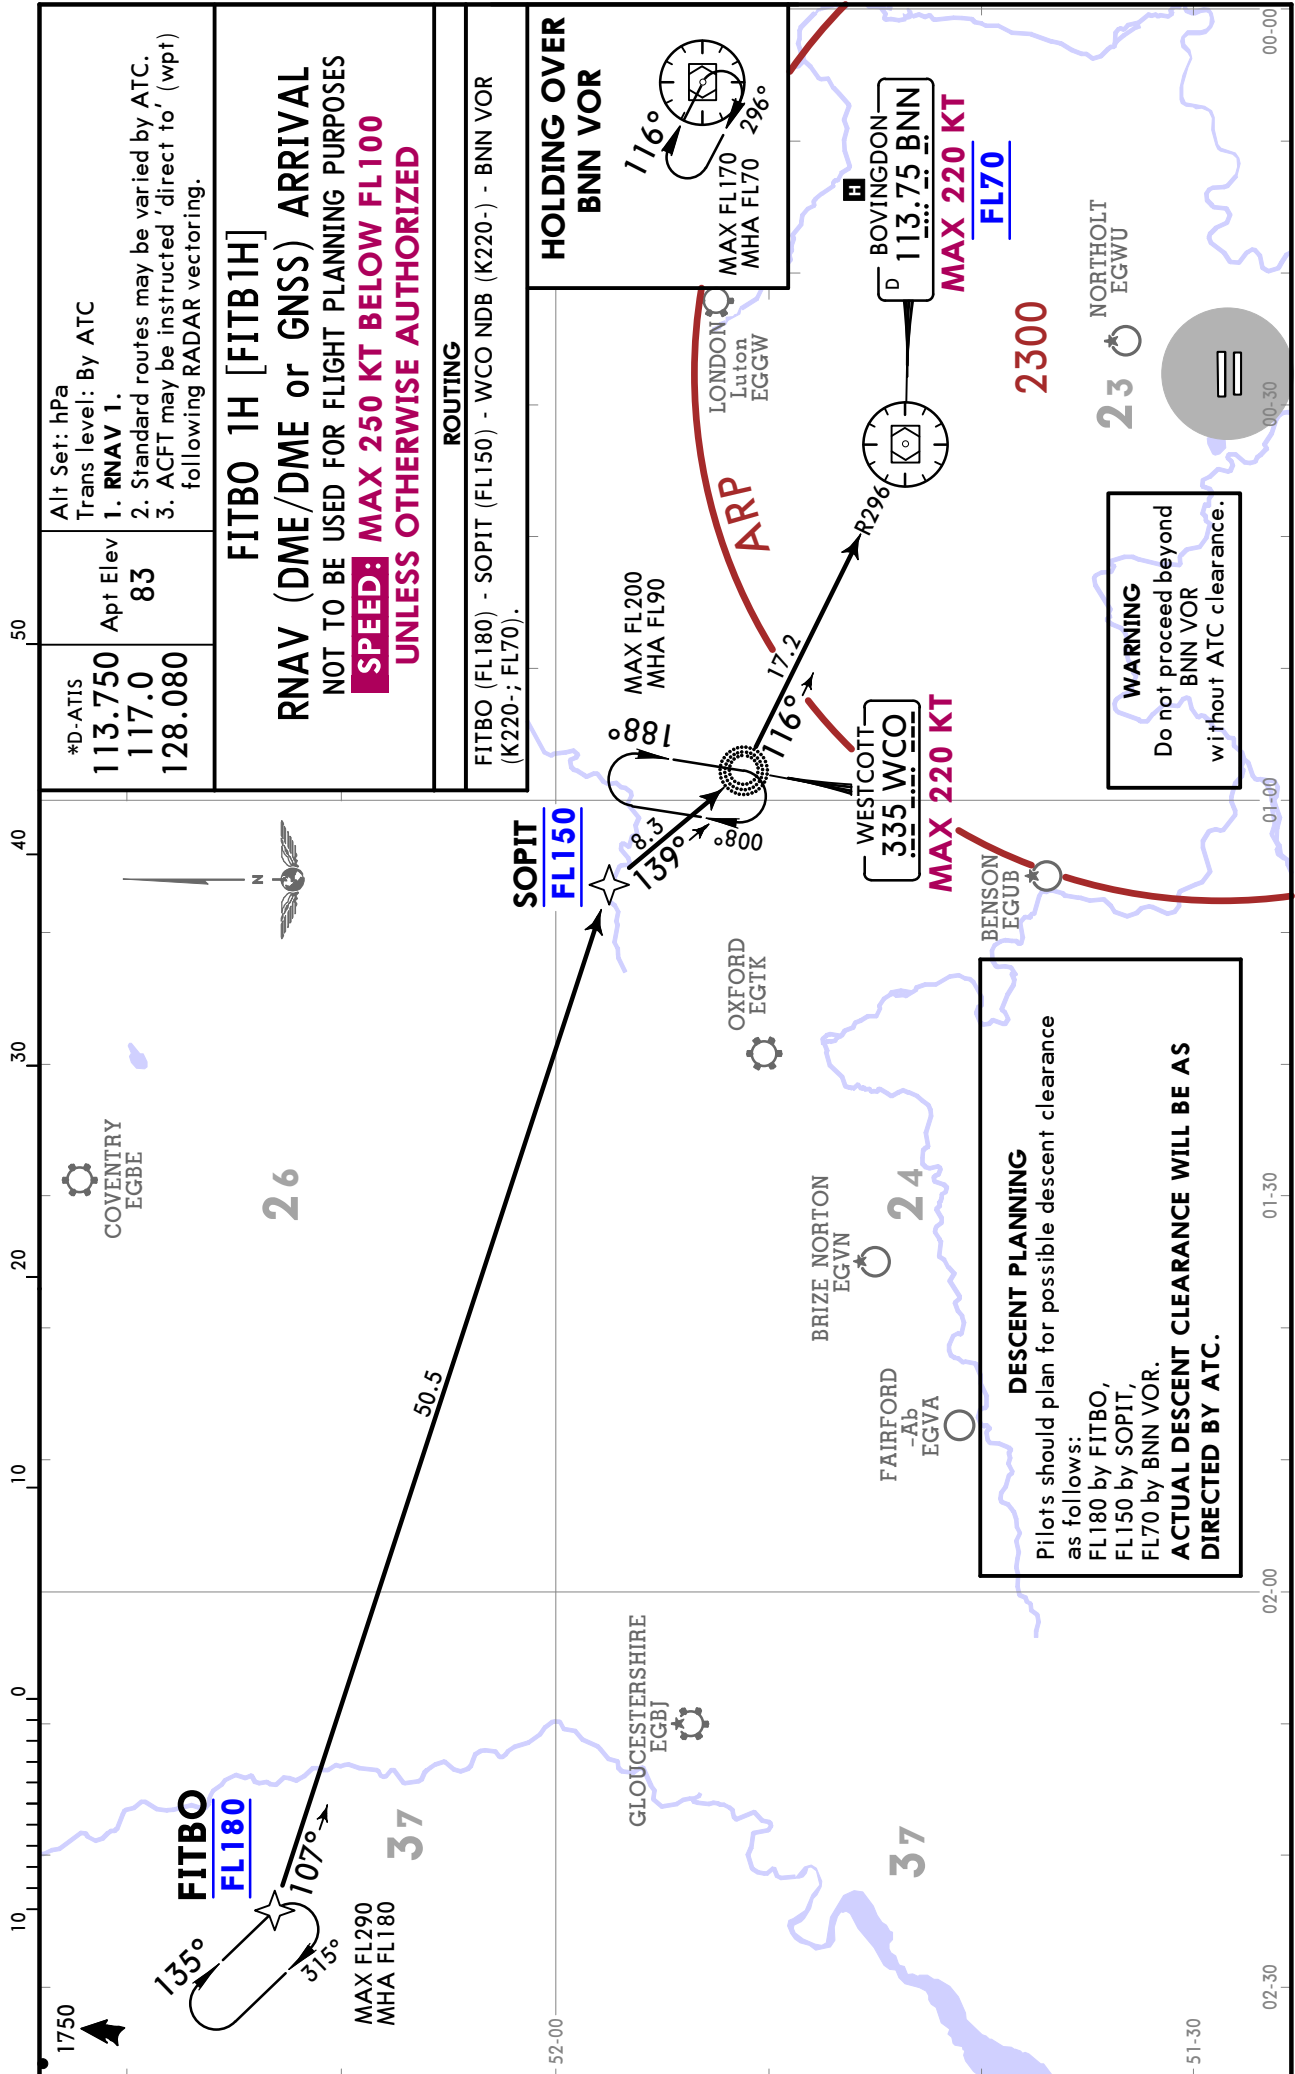 *D-ATIS
113.750
117.0
128.080
Apt Elev
83
Alt Set: hPa
Trans level: By ATC
1. RNAV 1.
2. Standard routes may be varied by ATC.
3. ACFT may be instructed 'direct to' (wpt)
following RADAR vectoring.
FITBO 1H [FITB1H]
RNAV (DME/DME or GNSS) ARRIVAL
NOT TO BE USED FOR FLIGHT PLANNING PURPOSES
SPEED: MAX 250 KT BELOW FL100
UNLESS OTHERWISE AUTHORIZED
ROUTING
FITBO (FL180) - SOPIT (FL150) - WCO NDB (K220-) - BNN VOR
(K220-; FL70).
HOLDING OVER
BNN VOR
116°
296°
MAX FL170
MHA FL70
10
0
10
20
30
40
50
1750
FITBO
FL180
135°
315°
107°
MAX FL290
MHA FL180
37
50.5
COVENTRY
EGBE
26
N
SOPIT
FL150
8.3
139°
188°
008°
MAX FL200
MHA FL90
17.2
116°
R296
ARP
LONDON
Luton
EGGW
WESTCOTT
335 WCO
MAX 220 KT
D
BOVINGDON
113.75 BNN
H
MAX 220 KT
FL70
2300
NORTHOLT
EGWU
23
52-00
GLOUCESTERSHIRE
EGBJ
37
OXFORD
EGTK
BRIZE NORTON
EGVN
24
FAIRFORD
-Ab
EGVA
BENSON
EGUB
DESCENT PLANNING
Pilots should plan for possible descent clearance
as follows:
FL180 by FITBO,
FL150 by SOPIT,
FL70 by BNN VOR.
ACTUAL DESCENT CLEARANCE WILL BE AS
DIRECTED BY ATC.
WARNING
Do not proceed beyond
BNN VOR
without ATC clearance.
51-30
02-30
02-00
01-30
01-00
00-30
00-00